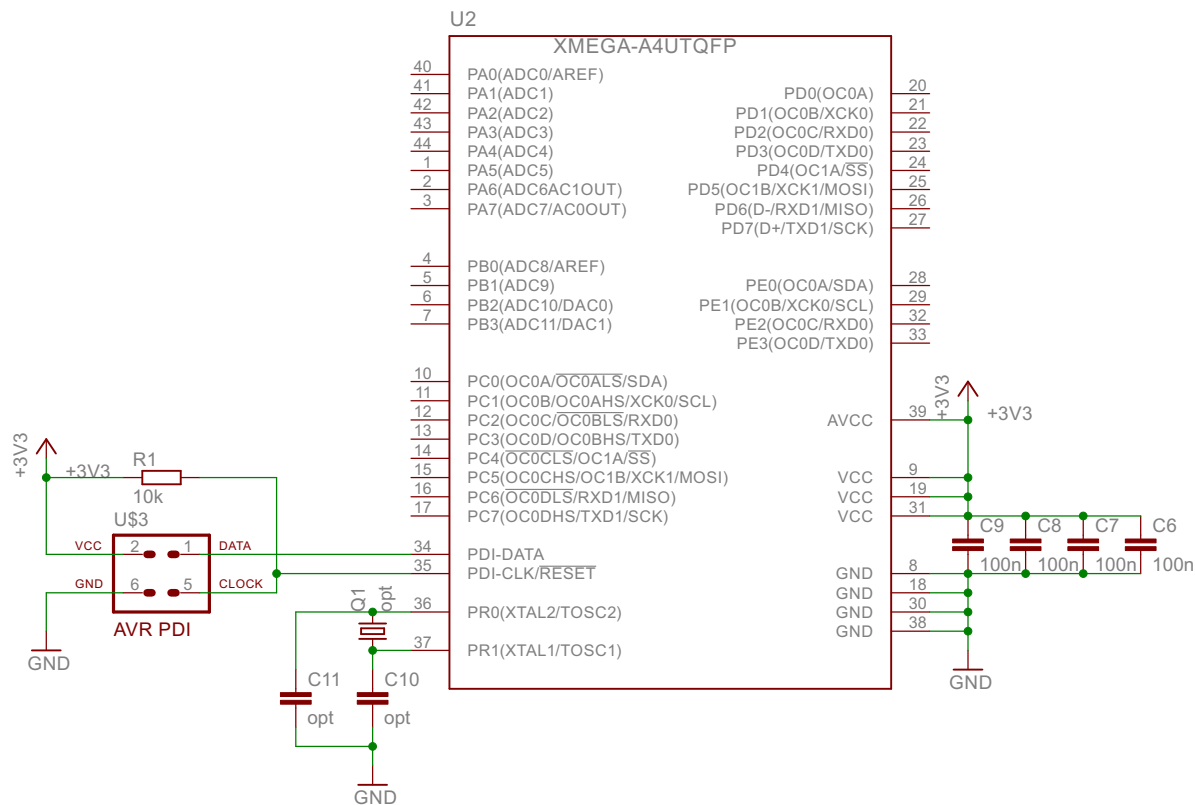 U2
XMEGA-A4UTQFP
40 PA0(ADC0/AREF)
41 PA1(ADC1)
42 PA2(ADC2)
43 PA3(ADC3)
44 PA4(ADC4)
1 PA5(ADC5)
2 PA6(ADC6AC1OUT)
3 PA7(ADC7/AC0OUT)
4 PB0(ADC8/AREF)
5 PB1(ADC9)
6 PB2(ADC10/DAC0)
7 PB3(ADC11/DAC1)
10 PC0(OC0A/OC0ALS/SDA)
11 PC1(OC0B/OC0AHS/XCK0/SCL)
12 PC2(OC0C/OC0BLS/RXD0)
13 PC3(OC0D/OC0BHS/TXD0)
14 PC4(OC0CLS/OC1A/SS)
15 PC5(OC0CHS/OC1B/XCK1/MOSI)
16 PC6(OC0DLS/RXD1/MISO)
17 PC7(OC0DHS/TXD1/SCK)
34 PDI-DATA
35 PDI-CLK/RESET
36 PR0(XTAL2/TOSC2)
37 PR1(XTAL1/TOSC1)
PD0(OC0A) 20
PD1(OC0B/XCK0) 21
PD2(OC0C/RXD0) 22
PD3(OC0D/TXD0) 23
PD4(OC1A/SS) 24
PD5(OC1B/XCK1/MOSI) 25
PD6(D-/RXD1/MISO) 26
PD7(D+/TXD1/SCK) 27
PE0(OC0A/SDA) 28
PE1(OC0B/XCK0/SCL) 29
PE2(OC0C/RXD0) 32
PE3(OC0D/TXD0) 33
AVCC 39
VCC 9
VCC 19
VCC 31
GND 8
GND 18
GND 30
GND 38
+3V3
+3V3
C9 C8 C7 C6
100n 100n 100n 100n
GND
+3V3
+3V3
R1
10k
U$3
VCC 2 1 DATA
GND 6 5 CLOCK
AVR PDI
GND
Q1
opt
C11 C10
opt opt
GND